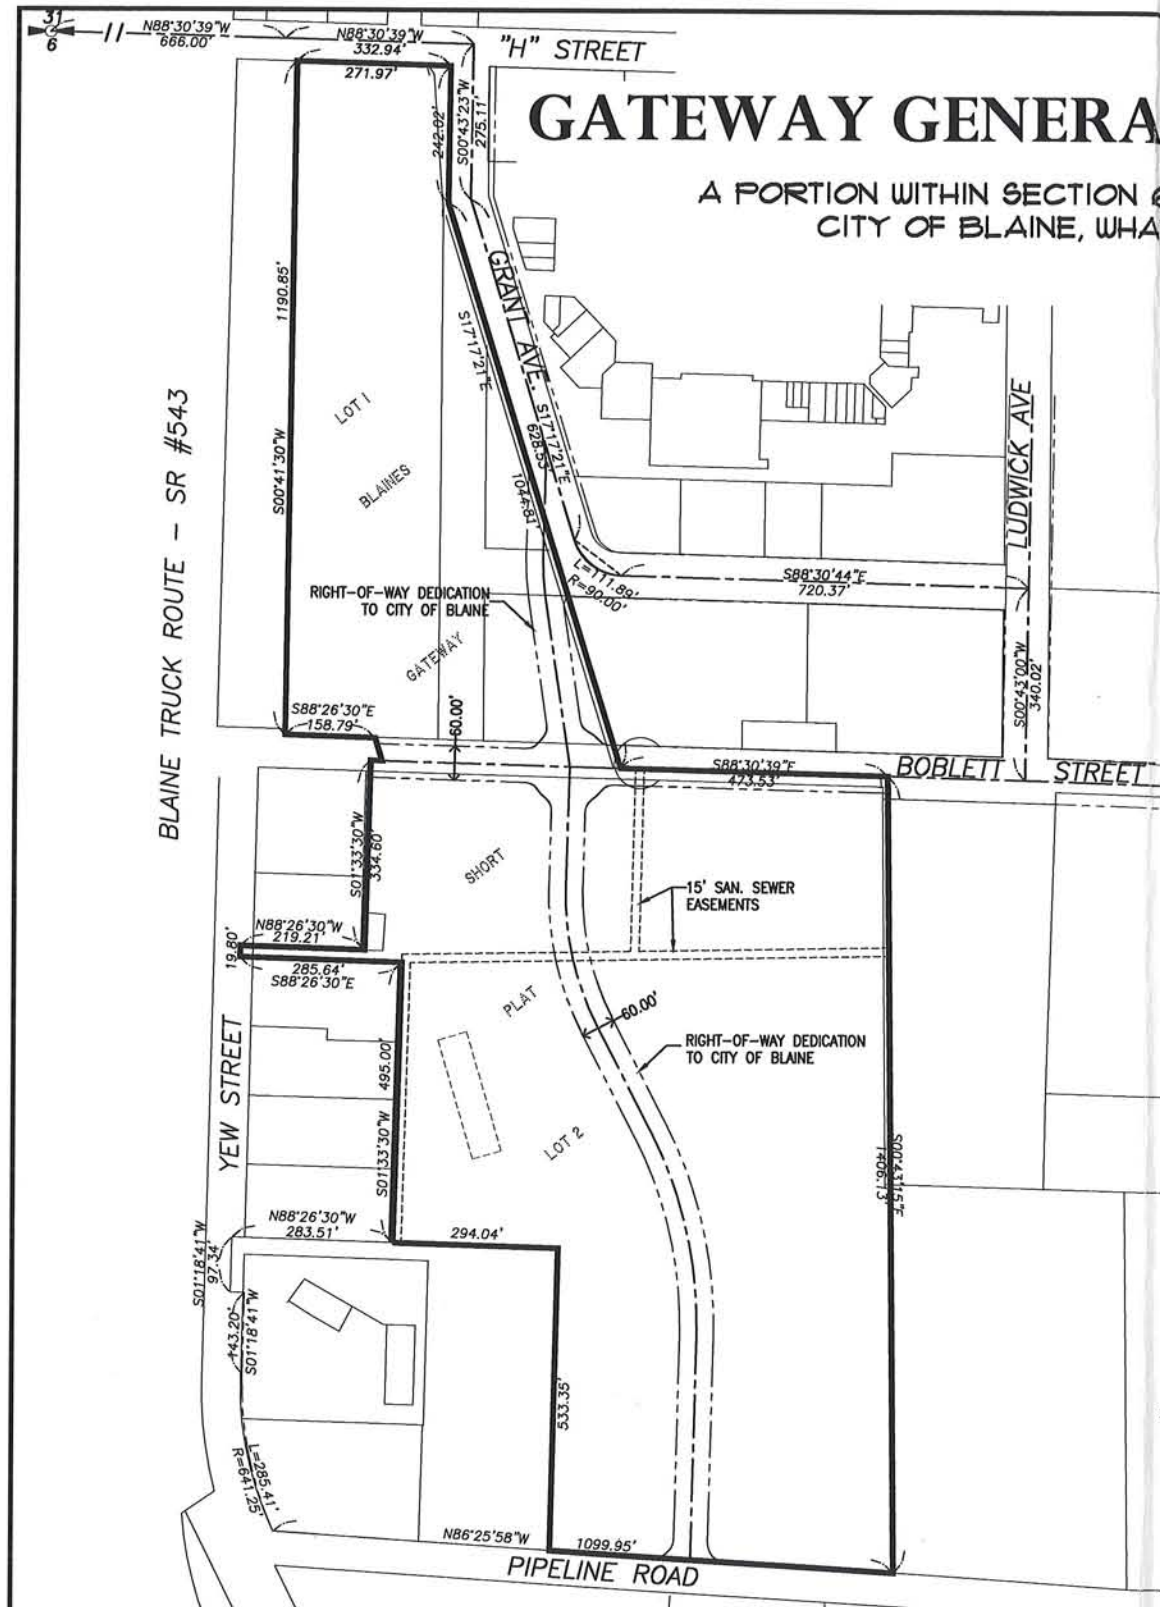 31
6
N88°30'39"W
666.00'
N88°30'39"W
332.94'
271.97'
"H" STREET
GATEWAY GENERA
A PORTION WITHIN SECTION 6
CITY OF BLAINE, WHA
242.02'
S00°43'23"W
275.11'
1190.85'
S00°41'30"W
BLAINE TRUCK ROUTE - SR #543
GRANT AVE.
S17°17'21"E
S17°17'21"E
628.53'
1044.81'
LOT 1
BLAINES
GATEWAY
LUDWICK AVE
L=111.89'
R=90.00'
S88°30'44"E
720.37'
RIGHT-OF-WAY DEDICATION
TO CITY OF BLAINE
S00°43'00"W
340.02'
S88°26'30"E
158.79'
60.00'
S88°30'39"E
473.53'
BOBLETT STREET
S01°33'30"W
334.60'
SHORT
15' SAN. SEWER
EASEMENTS
N88°26'30"W
219.21'
19.80'
285.64'
S88°26'30"E
PLAT
60.00'
RIGHT-OF-WAY DEDICATION
TO CITY OF BLAINE
YEW STREET
495.00'
S01°33'30"W
LOT 2
S00°43'15"E
1406.13'
N88°26'30"W
283.51'
294.04'
S01°18'41"W
97.34'
143.20'
S01°18'41"W
533.35'
L=285.41'
R=641.25'
N86°25'58"W
1099.95'
PIPELINE ROAD